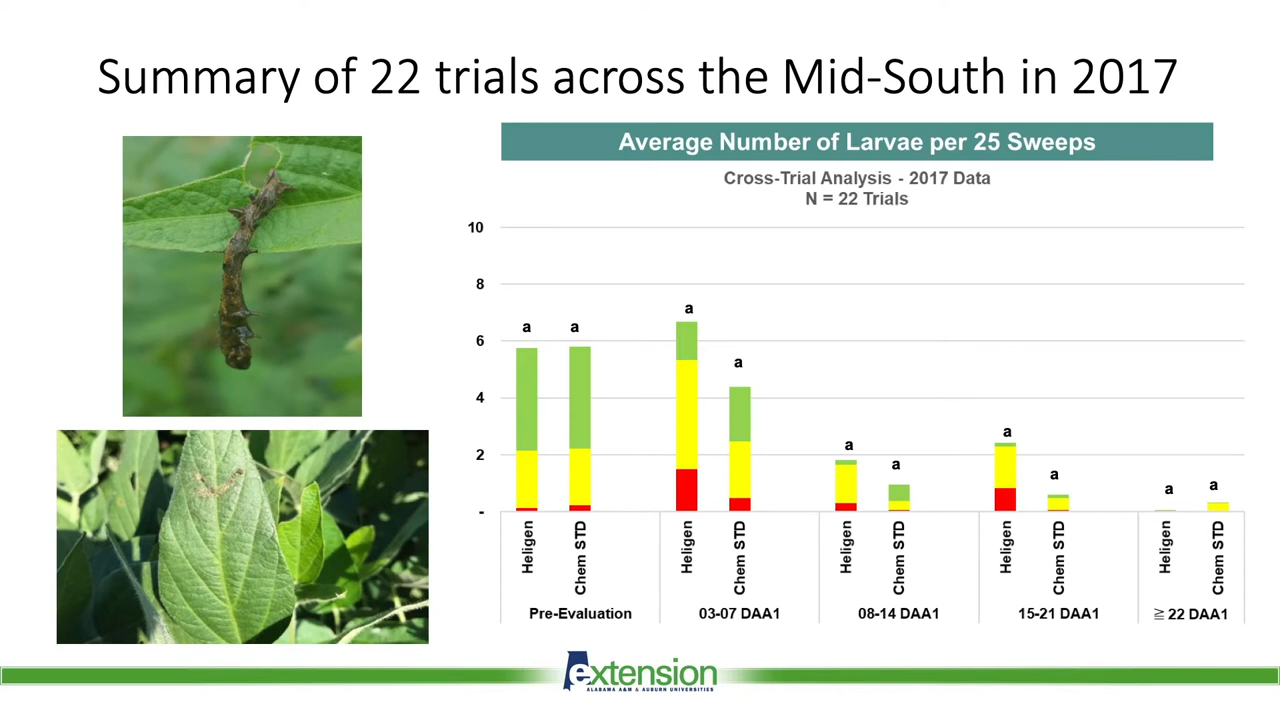 Summary of 22 trials across the Mid-South in 2017
Average Number of Larvae per 25 Sweeps
Cross-Trial Analysis - 2017 Data
N = 22 Trials
10
8
6
4
2
-
a
a
a
a
a
a
a
a
a
a
Heligen
Chem STD
Heligen
Chem STD
Heligen
Chem STD
Heligen
Chem STD
Heligen
Chem STD
Pre-Evaluation
03-07 DAA1
08-14 DAA1
15-21 DAA1
≧ 22 DAA1
extension
ALABAMA A&M & AUBURN UNIVERSITIES